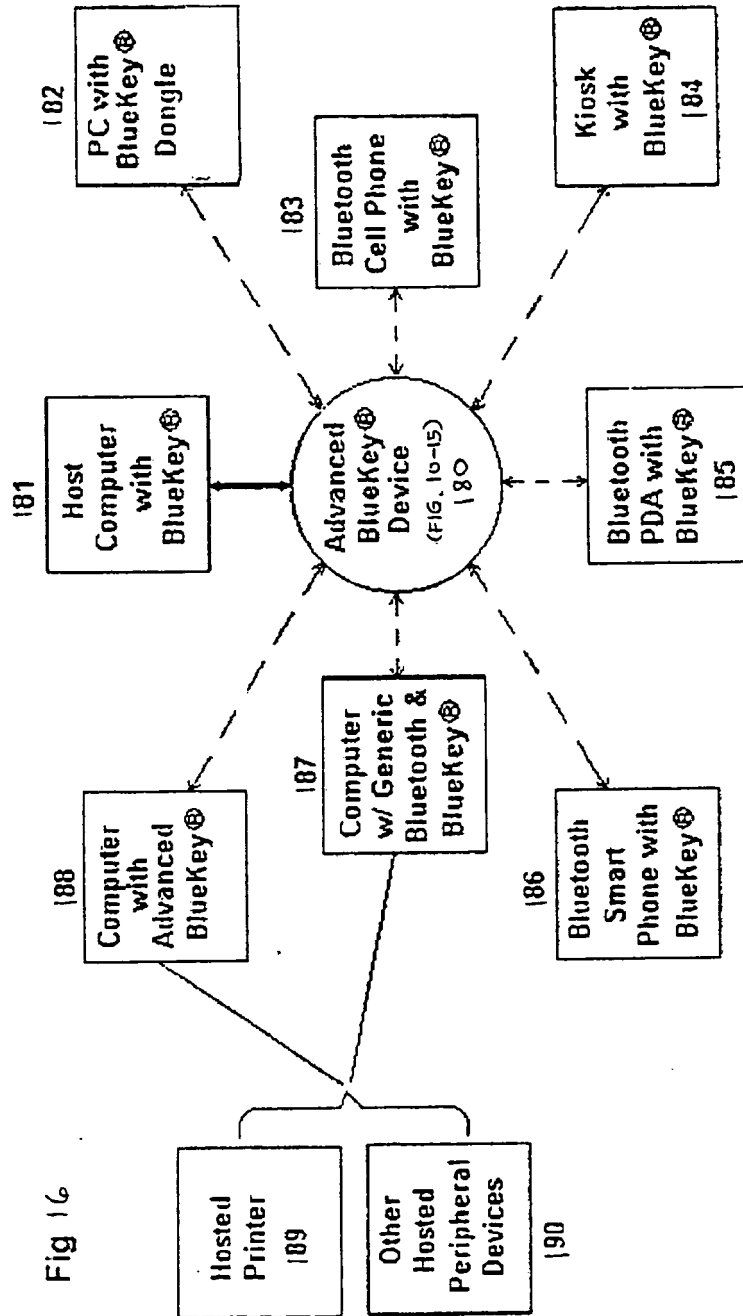 Fig 16
181
Host
Computer
with
BlueKey®
182
PC with
BlueKey®
Dongle
183
Bluetooth
Cell Phone
with
BlueKey®
Kiosk
with
BlueKey®
184
Bluetooth
PDA with
BlueKey®
185
186
Bluetooth
Smart
Phone with
BlueKey®
187
Computer
w/ Generic
Bluetooth &
BlueKey®
188
Computer
with
Advanced
BlueKey®
Advanced
BlueKey®
Device
(FIG. 10-15)
180
Hosted
Printer
189
Other
Hosted
Peripheral
Devices
190